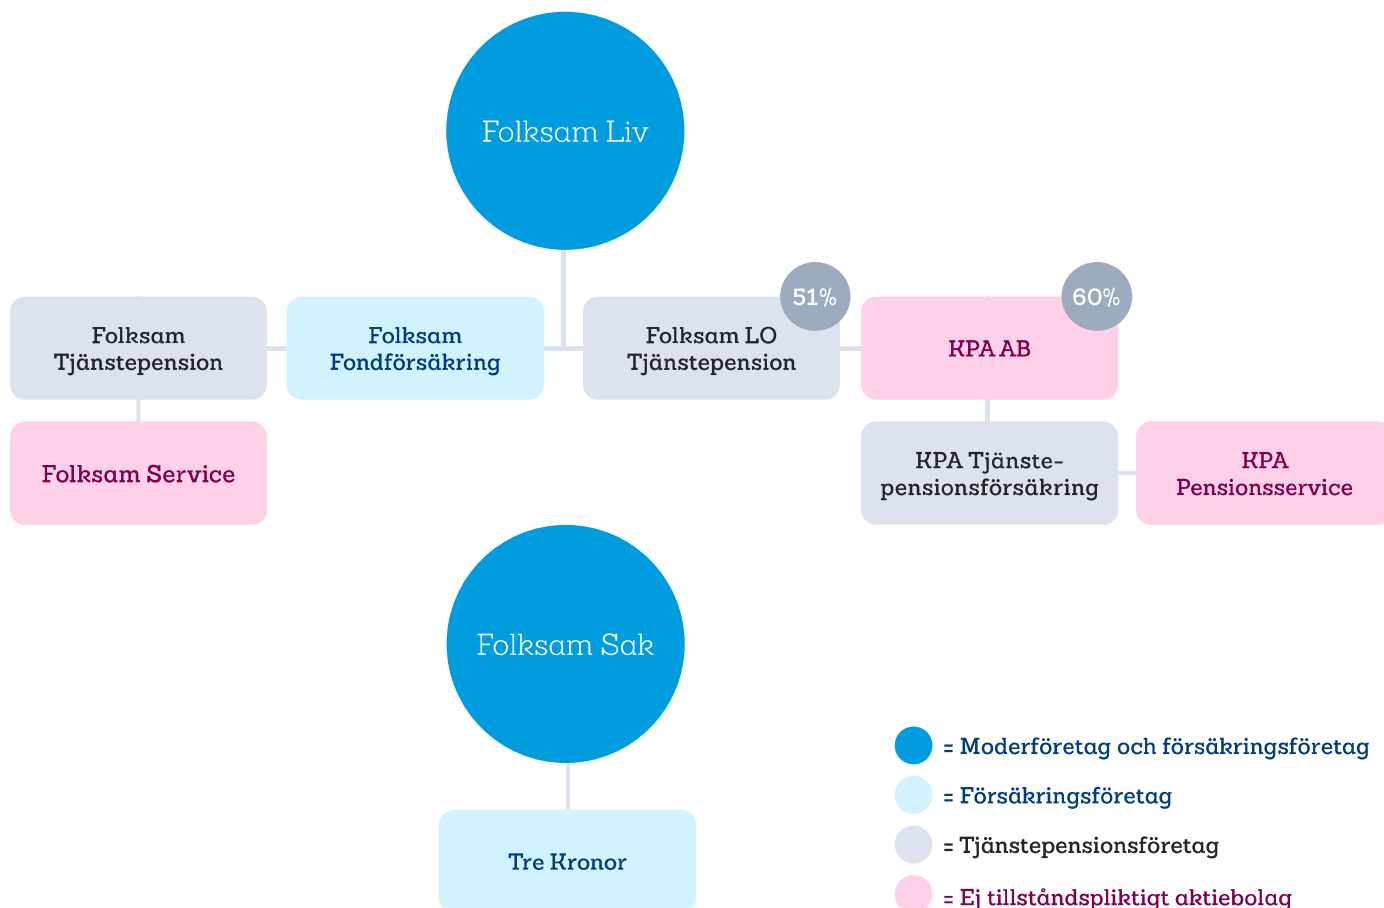 Folksam Liv
51%
60%
Folksam
Tjänstepension
Folksam
Fondförsäkring
Folksam LO
Tjänstepension
KPA AB
Folksam Service
KPA Tjänste-
pensionsförsäkring
KPA
Pensionsservice
Folksam Sak
Tre Kronor
= Moderföretag och försäkringsföretag
= Försäkringsföretag
= Tjänstepensionsföretag
= Ej tillståndspliktigt aktiebolag